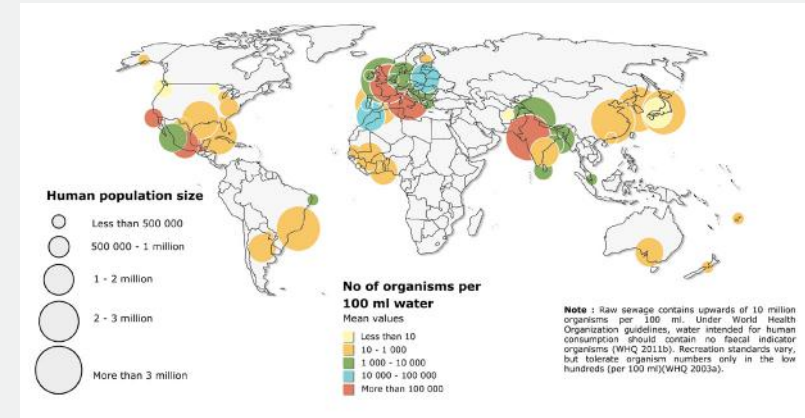 Human population size
Less than 500 000
500 000 - 1 million
1 - 2 million
2 - 3 million
More than 3 million
No of organisms per
100 ml water
Mean values
Less than 10
10 - 1 000
1 000 - 10 000
10 000 - 100 000
More than 100 000
Note : Raw sewage contains upwards of 10 million
organisms per 100 ml. Under World Health
Organization guidelines, water intended for human
consumption should contain no faecal indicator
organisms (WHQ 2011b). Recreation standards vary,
but tolerate organism numbers only in the low
hundreds (per 100 ml)(WHQ 2003a).